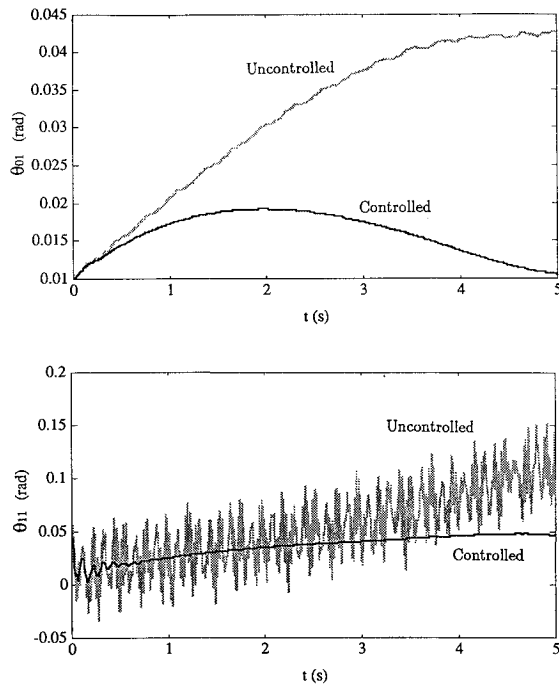 0.045
0.04
0.035
0.03
0.025
0.02
0.015
0.01
θ01 (rad)
Uncontrolled
Controlled
0 1 2 3 4 5
t (s)
0.2
0.15
0.1
0.05
0
-0.05
θ11 (rad)
Uncontrolled
Controlled
0 1 2 3 4 5
t (s)